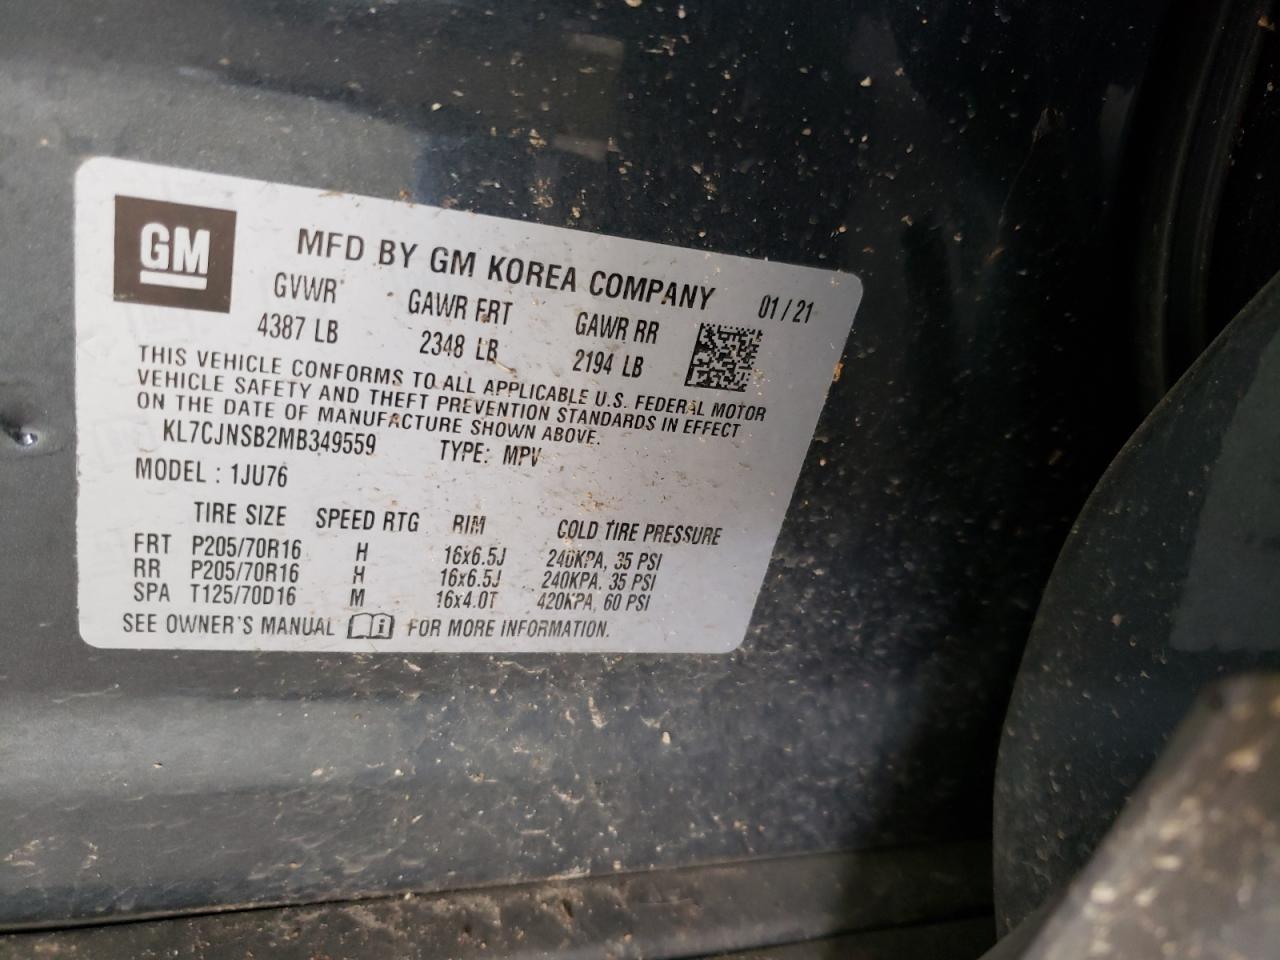 GM
MFD BY GM KOREA COMPANY 01/21
GVWR GAWR FRT GAWR RR
4387 LB 2348 LB 2194 LB
THIS VEHICLE CONFORMS TO ALL APPLICABLE U.S. FEDERAL MOTOR
VEHICLE SAFETY AND THEFT PREVENTION STANDARDS IN EFFECT
ON THE DATE OF MANUFACTURE SHOWN ABOVE.
KL7CJNSB2MB349559 TYPE: MPV
MODEL : 1JU76
TIRE SIZE SPEED RTG RIM COLD TIRE PRESSURE
FRT P205/70R16 H 16x6.5J 240KPA, 35 PSI
RR P205/70R16 H 16x6.5J 240KPA, 35 PSI
SPA T125/70D16 M 16x4.0T 420KPA, 60 PSI
SEE OWNER'S MANUAL i FOR MORE INFORMATION.